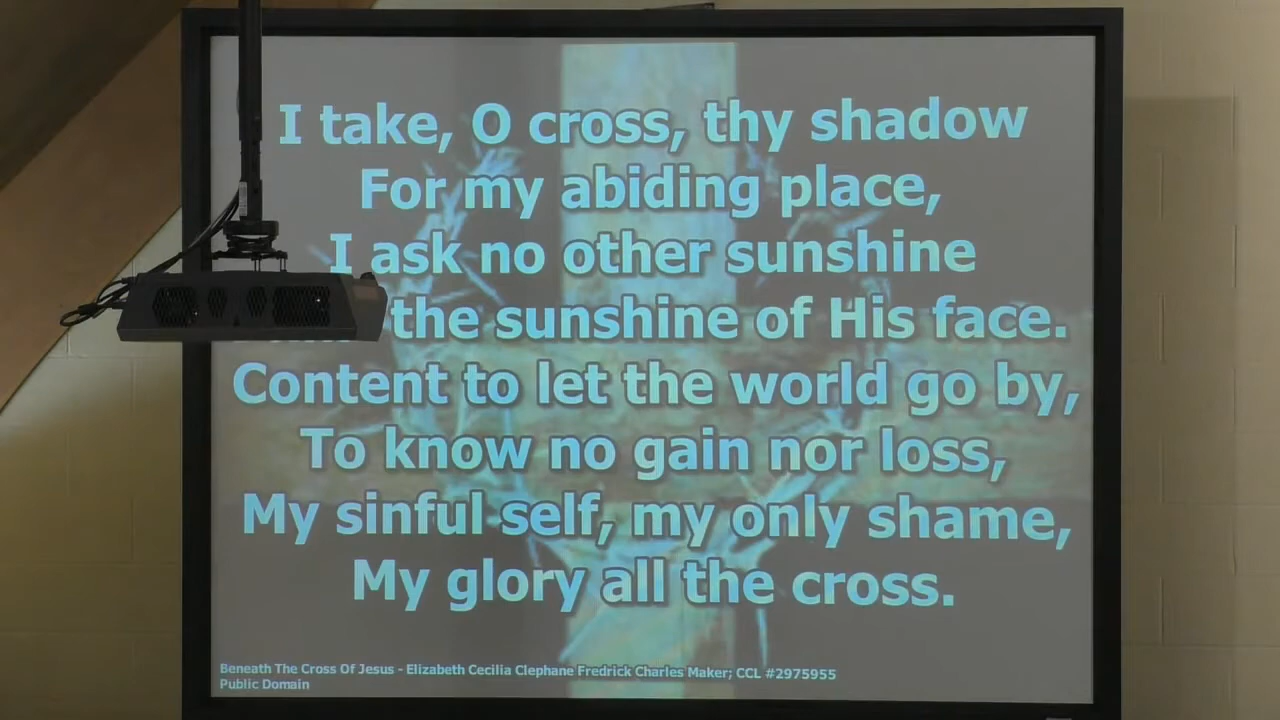 I take, O cross, thy shadow
For my abiding place,
I ask no other sunshine
the sunshine of His face.
Content to let the world go by,
To know no gain nor loss,
My sinful self, my only shame,
My glory all the cross.
Beneath The Cross Of Jesus - Elizabeth Cecilia Clephane Fredrick Charles Maker; CCL #2975955
Public Domain